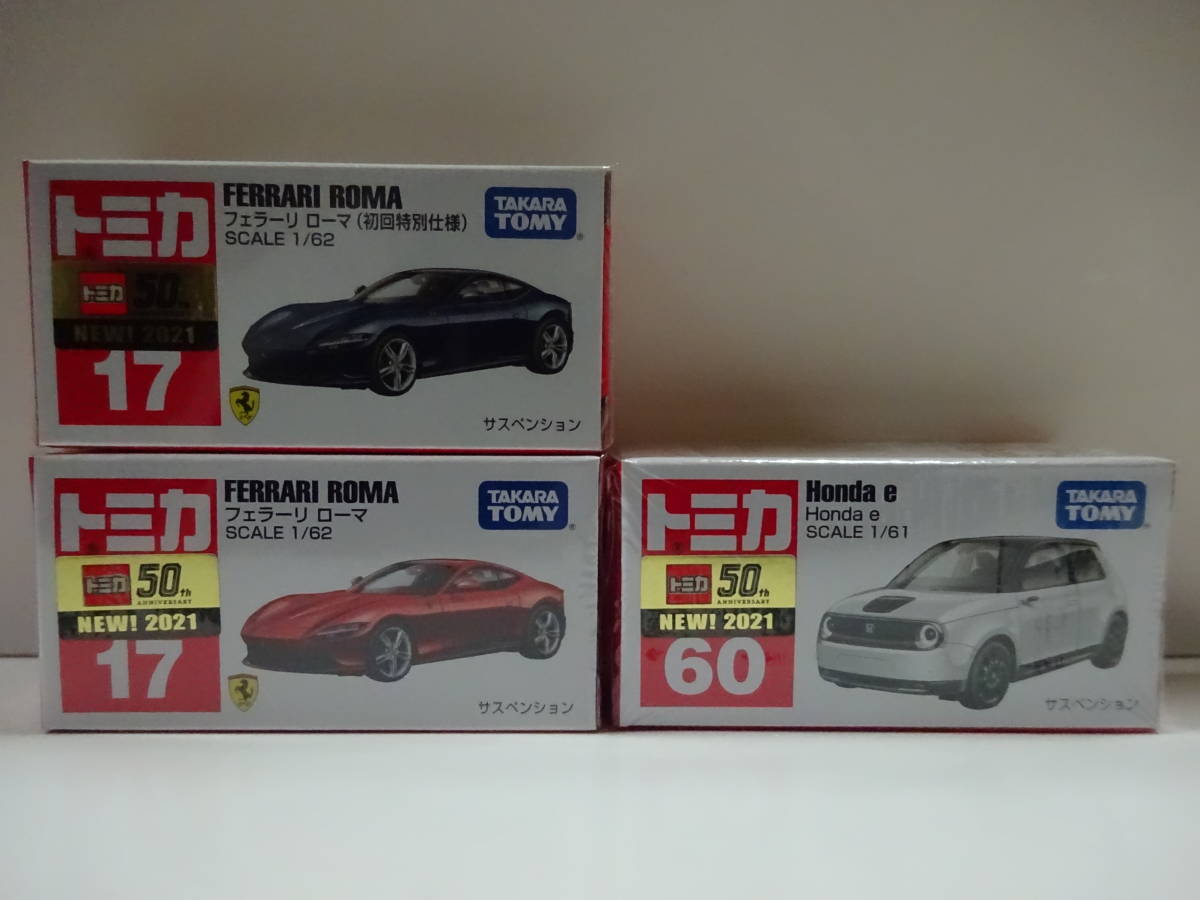 トミカ
トミカ 50th
NEW! 2021
17
FERRARI ROMA
フェラーリ ローマ（初回特別仕様）
SCALE 1/62
TAKARA
TOMY
サスペンション
トミカ
トミカ 50th
ANNIVERSARY
NEW! 2021
17
FERRARI ROMA
フェラーリ ローマ
SCALE 1/62
TAKARA
TOMY
サスペンション
トミカ
トミカ 50th
ANNIVERSARY
NEW! 2021
60
Honda e
Honda e
SCALE 1/61
TAKARA
TOMY
サスペンション